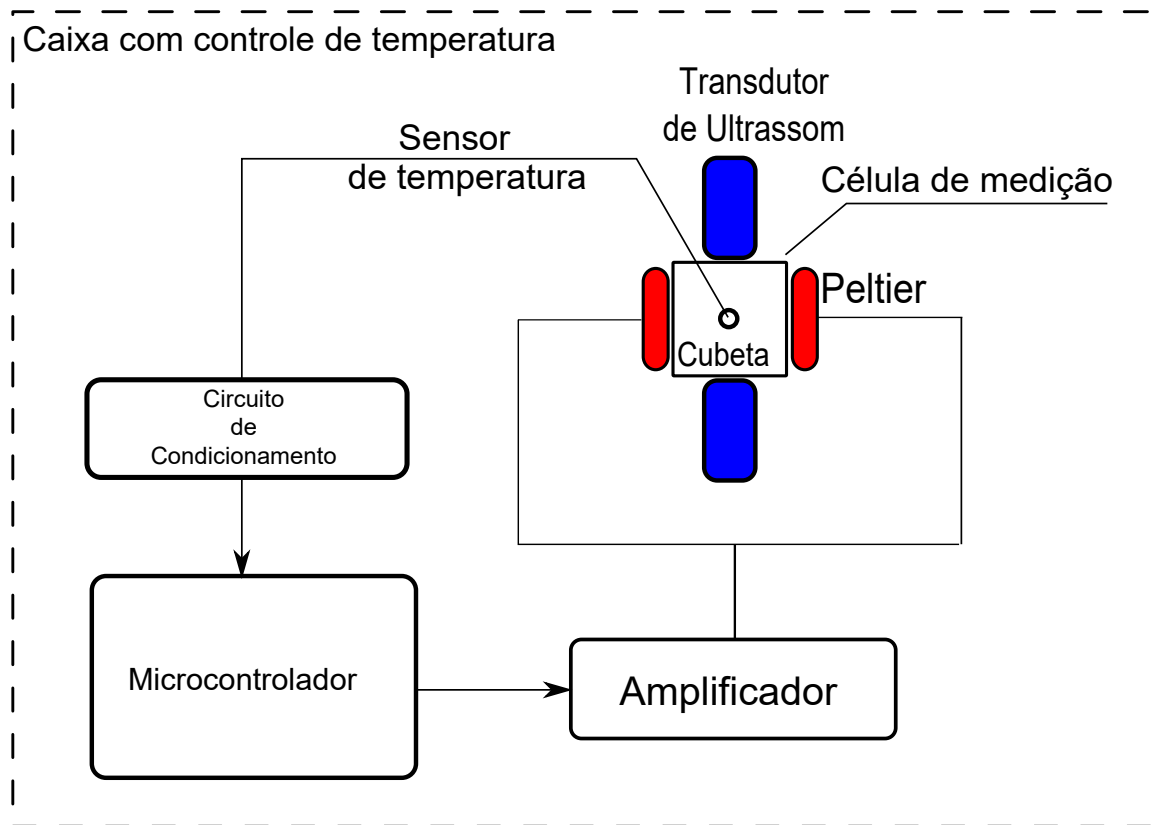 Caixa com controle de temperatura
Transdutor
de Ultrassom
Sensor
de temperatura
Célula de medição
Peltier
Cubeta
Circuito
de
Condicionamento
Microcontrolador
Amplificador